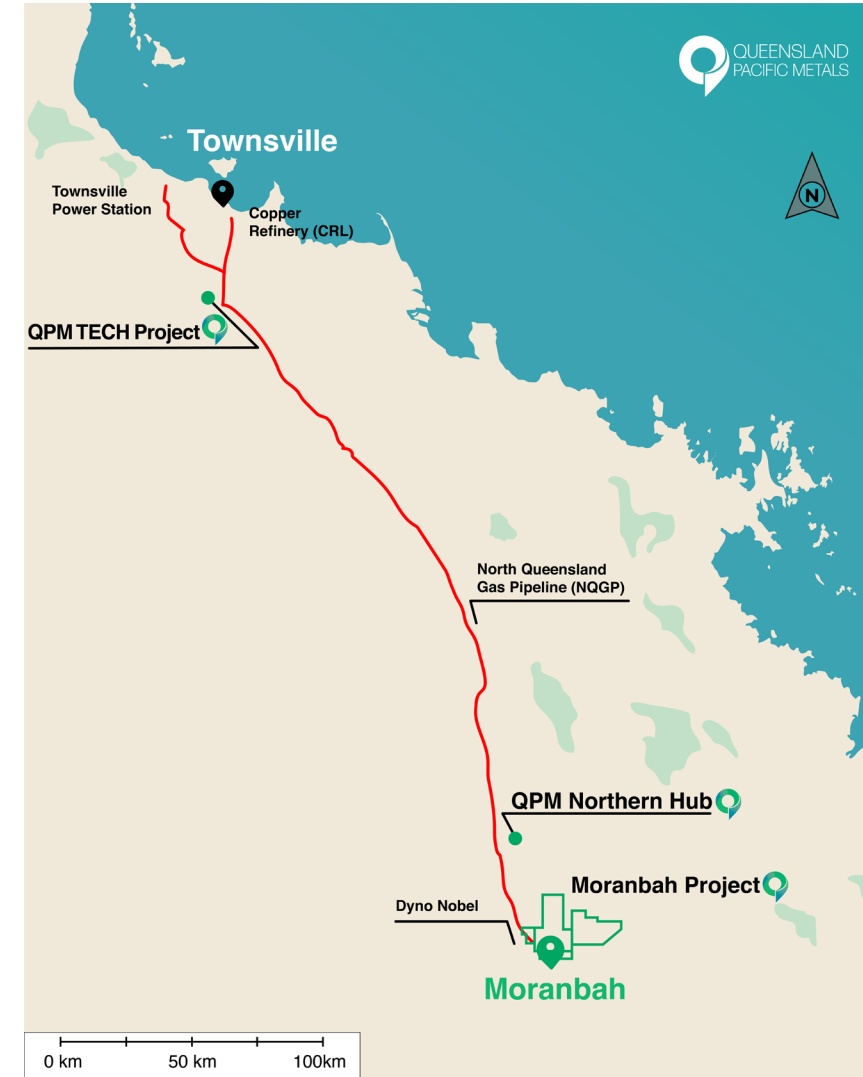 QUEENSLAND
PACIFIC METALS
Townsville
N
Townsville
Power Station
Copper
Refinery (CRL)
QPM TECH Project
North Queensland
Gas Pipeline (NQGP)
QPM Northern Hub
Moranbah Project
Dyno Nobel
Moranbah
0 km 50 km 100km